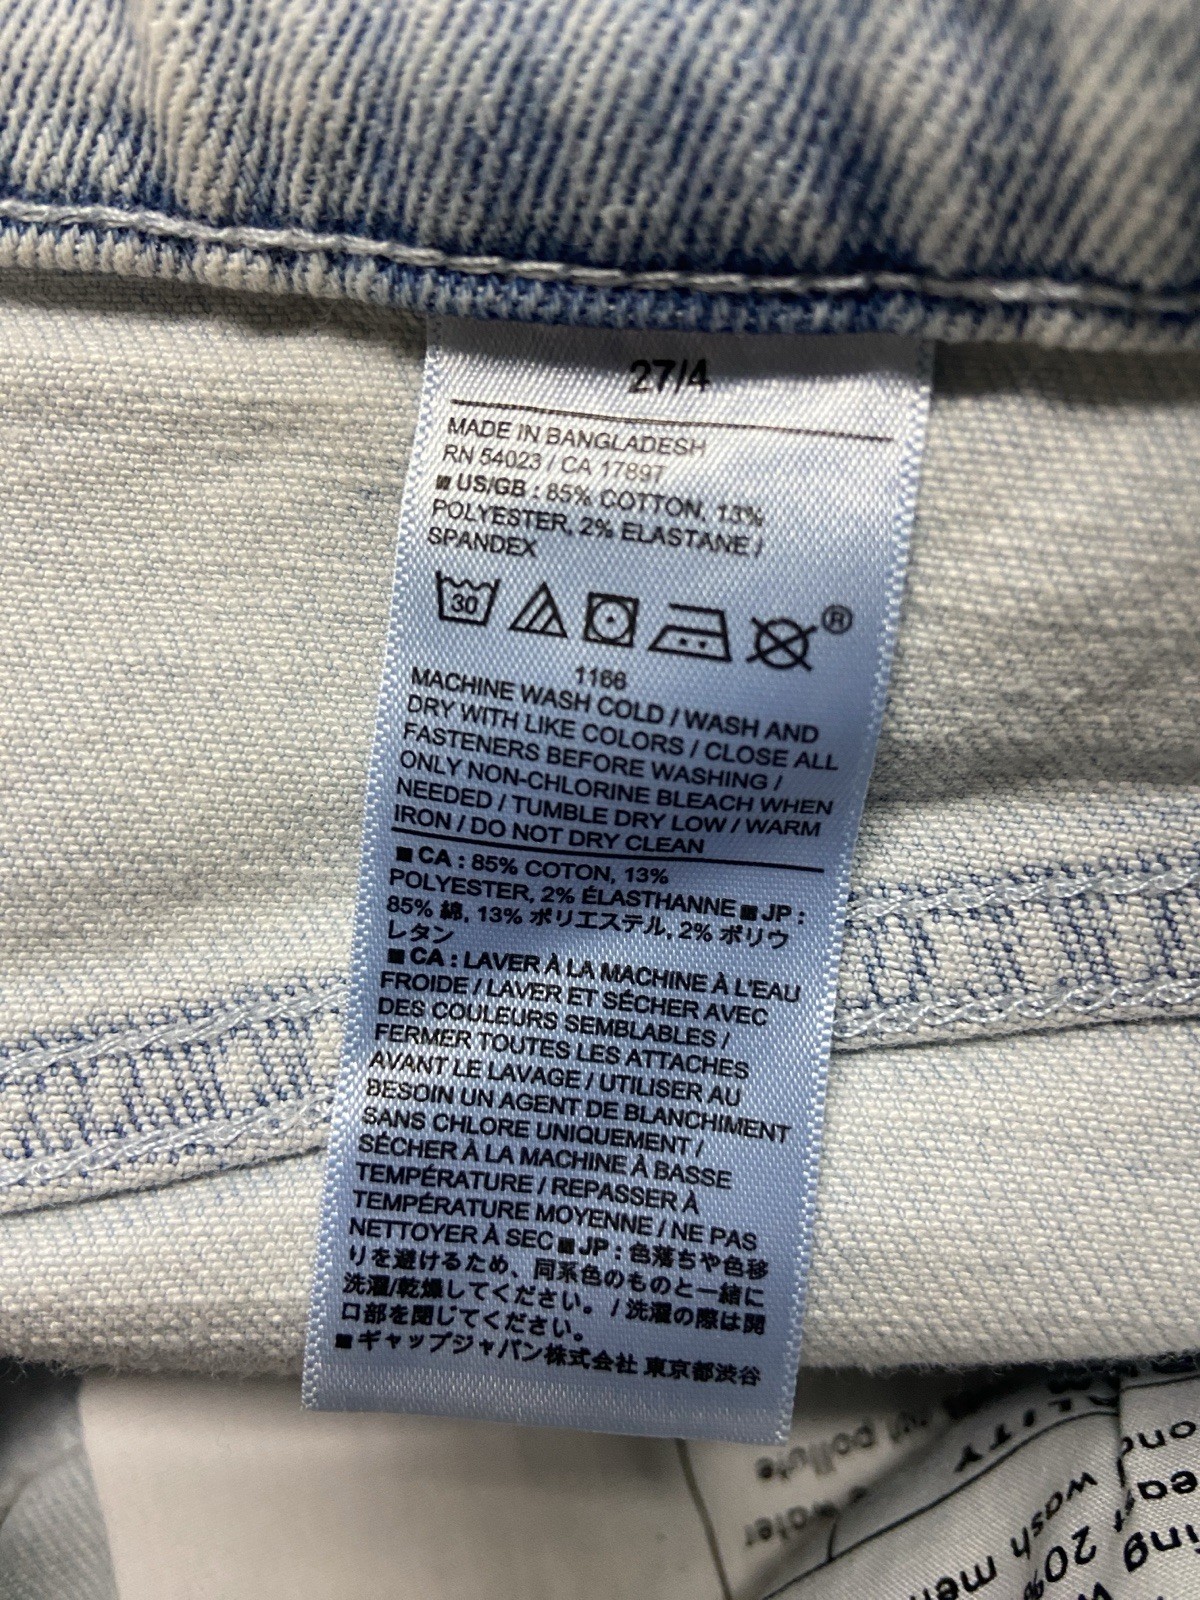 27/4
MADE IN BANGLADESH
RN 54023 / CA 17897
■ US/GB : 85% COTTON, 13%
POLYESTER, 2% ELASTANE /
SPANDEX
30
®
1166
MACHINE WASH COLD / WASH AND
DRY WITH LIKE COLORS / CLOSE ALL
FASTENERS BEFORE WASHING /
ONLY NON-CHLORINE BLEACH WHEN
NEEDED / TUMBLE DRY LOW / WARM
IRON / DO NOT DRY CLEAN
■ CA : 85% COTON, 13%
POLYESTER, 2% ÉLASTHANNE ■ JP :
85% 綿, 13% ポリエステル, 2% ポリウ
レタン
■ CA : LAVER À LA MACHINE À L'EAU
FROIDE / LAVER ET SÉCHER AVEC
DES COULEURS SEMBLABLES /
FERMER TOUTES LES ATTACHES
AVANT LE LAVAGE / UTILISER AU
BESOIN UN AGENT DE BLANCHIMENT
SANS CHLORE UNIQUEMENT /
SÉCHER À LA MACHINE À BASSE
TEMPÉRATURE / REPASSER À
TEMPÉRATURE MOYENNE / NE PAS
NETTOYER À SEC ■ JP : 色落ちや色移
りを避けるため、同系色のものと一緒に
洗濯/乾燥してください。 / 洗濯の際は開
口部を閉じてください。
■ ギャップジャパン株式会社 東京都渋谷
pollute
water
wash
20%